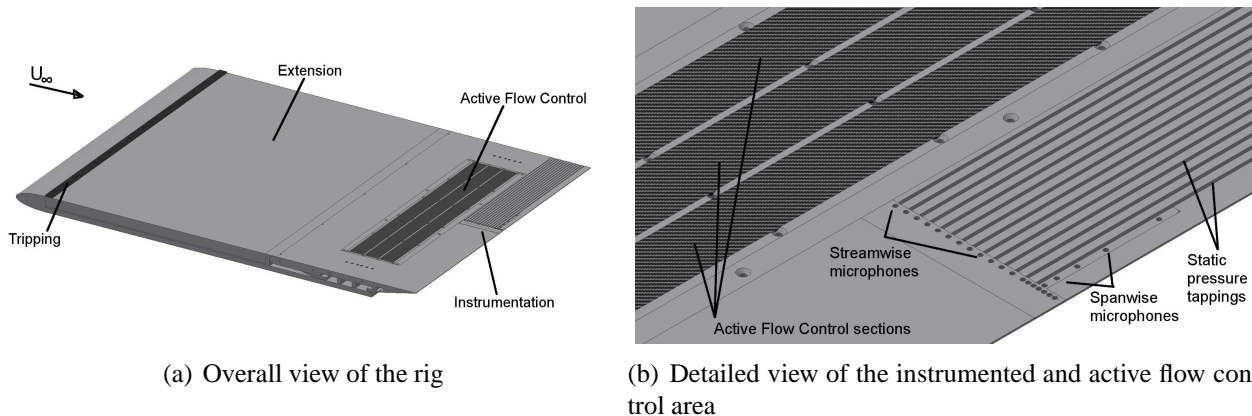 U∞
Extension
Active Flow Control
Tripping
Instrumentation
(a) Overall view of the rig
Streamwise
microphones
Static
pressure
tappings
Spanwise
microphones
Active Flow Control sections
(b) Detailed view of the instrumented and active flow con
trol area